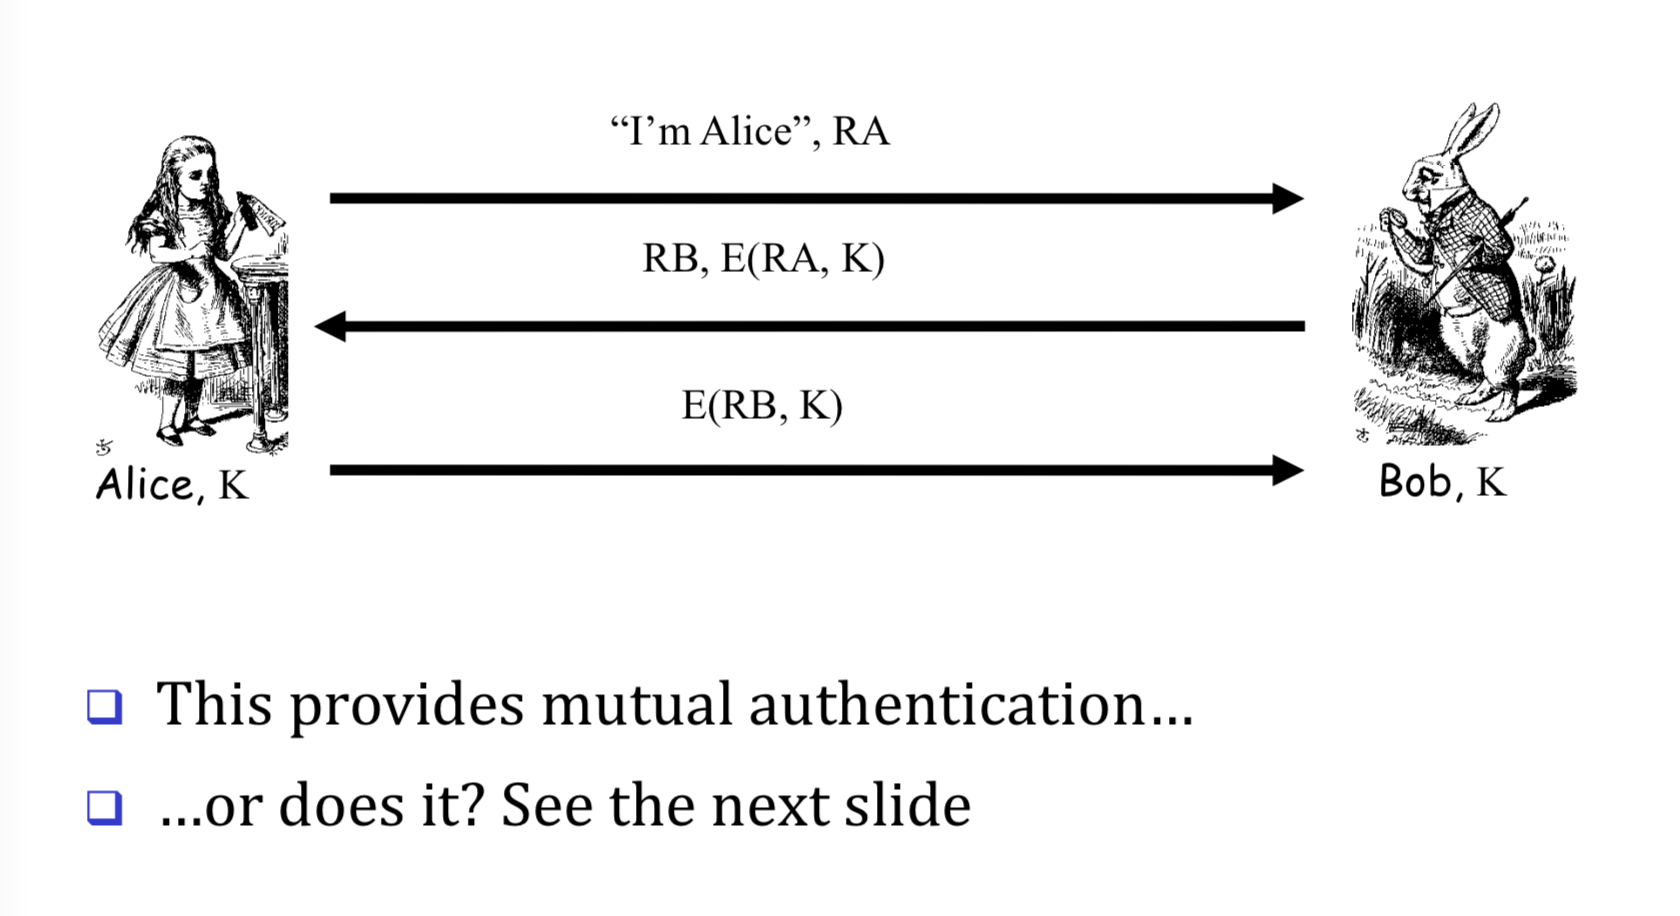 “I’m Alice”, RA
RB, E(RA, K)
E(RB, K)
Alice, K
Bob, K
This provides mutual authentication…
…or does it? See the next slide